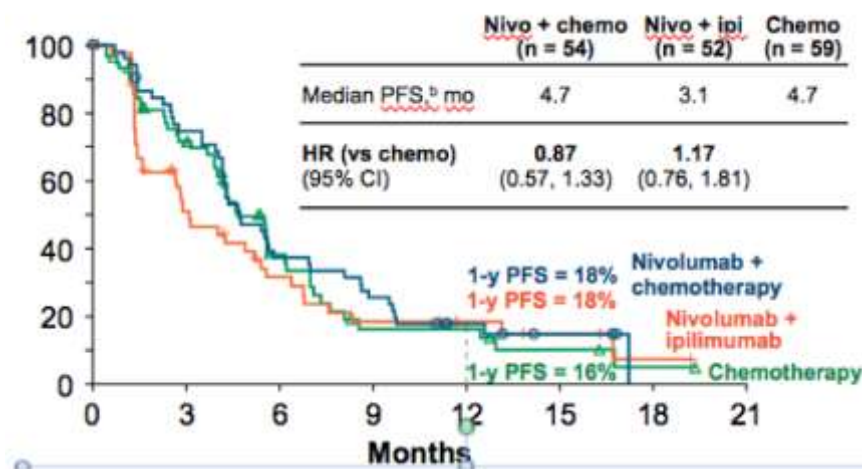 Nivo + chemo Nivo + ipi Chemo
(n = 54) (n = 52) (n = 59)
Median PFS,ᵇ mo 4.7 3.1 4.7
HR (vs chemo) 0.87 1.17
(95% CI) (0.57, 1.33) (0.76, 1.81)
100
80
60
40
20
0
1-y PFS = 18%
1-y PFS = 18%
1-y PFS = 16%
Nivolumab +
chemotherapy
Nivolumab +
ipilimumab
Chemotherapy
0 3 6 9 12 15 18 21
Months